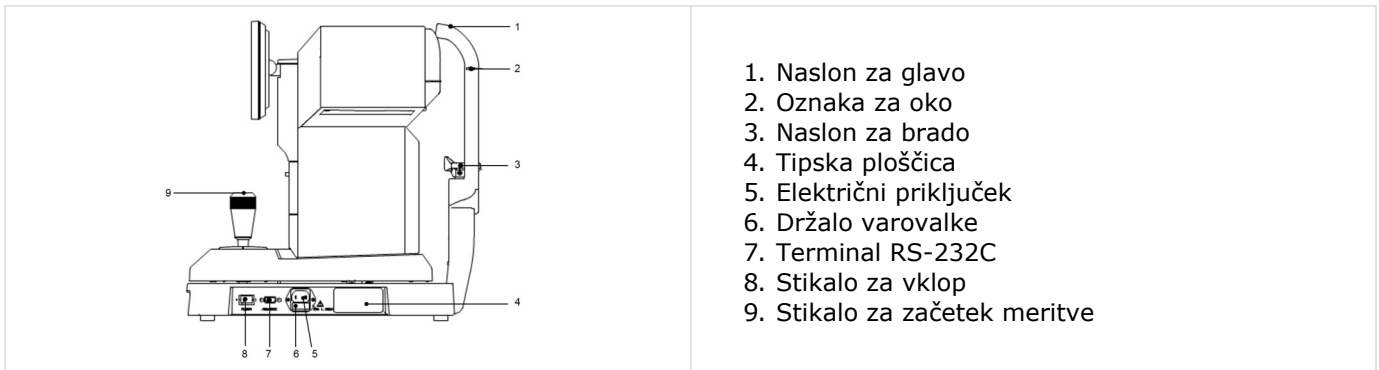 1
2
3
9
4
8
7
6
5
1. Naslon za glavo
2. Oznaka za oko
3. Naslon za brado
4. Tipska ploščica
5. Električni priključek
6. Držalo varovalke
7. Terminal RS-232C
8. Stikalo za vklop
9. Stikalo za začetek meritve